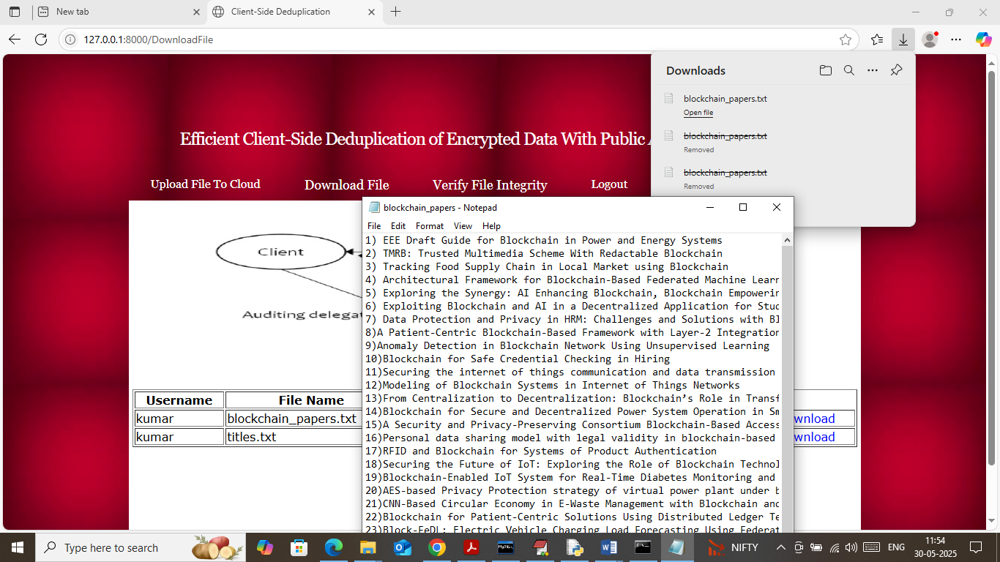 New tab
Client-Side Deduplication
127.0.0.1:8000/DownloadFile
Downloads
blockchain_papers.txt
Open file
blockchain_papers.txt
Removed
blockchain_papers.txt
Removed
Efficient Client-Side Deduplication of Encrypted Data With Public
Upload File To Cloud
Download File
Verify File Integrity
Logout
Client
Auditing
blockchain_papers - Notepad
File Edit Format View Help
1) EEE Draft Guide for Blockchain in Power and Energy Systems
2) TMRB: Trusted Multimedia Scheme With Redactable Blockchain
3) Tracking Food Supply Chain in Local Market using Blockchain
4) Architectural Framework for Blockchain-Based Federated Machine Learn
5) Exploring the Synergy: AI Enhancing Blockchain, Blockchain Empowerin
6) Exploiting Blockchain and AI in a Decentralized Application for Stud
7) Data Protection and Privacy in HRM: Challenges and Solutions with Bl
8)A Patient-Centric Blockchain-Based Framework with Layer-2 Integration
9)Anomaly Detection in Blockchain Network Using Unsupervised Learning
10)Blockchain for Safe Credential Checking in Hiring
11)Securing the internet of things communication and data transmission
12)Modeling of Blockchain Systems in Internet of Things Networks
13)From Centralization to Decentralization: Blockchain’s Role in Transf
14)Blockchain for Secure and Decentralized Power System Operation in Sm
15)A Security and Privacy-Preserving Consortium Blockchain-Based Access
16)Personal data sharing model with legal validity in blockchain-based
17)RFID and Blockchain for Systems of Product Authentication
18)Securing the Future of IoT: Exploring the Role of Blockchain Technol
19)Blockchain-Enabled IoT System for Real-Time Diabetes Monitoring and
20)AES-based Privacy Protection strategy of virtual power plant under b
21)CNN-Based Circular Economy in E-Waste Management with Blockchain and
22)Blockchain for Patient-Centric Solutions Using Distributed Ledger Te
23)Block-FeDL: Electric Vehicle Charging Load Forecasting Using Federat
Username File Name
kumar blockchain_papers.txt wnload
kumar titles.txt wnload
Type here to search
NIFTY
ENG
11:54
30-05-2025